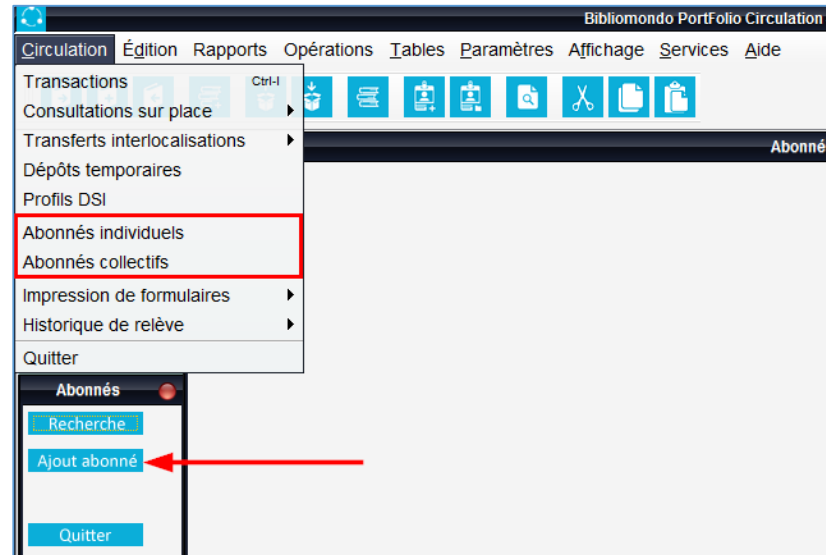 Bibliomondo PortFolio Circulation
Circulation Édition Rapports Opérations Tables Paramètres Affichage Services Aide
Transactions Ctrl-I
Consultations sur place
Transferts interlocalisations
Abonné
Dépôts temporaires
Profils DSI
Abonnés individuels
Abonnés collectifs
Impression de formulaires
Historique de relève
Quitter
Abonnés
Recherche
Ajout abonné
Quitter